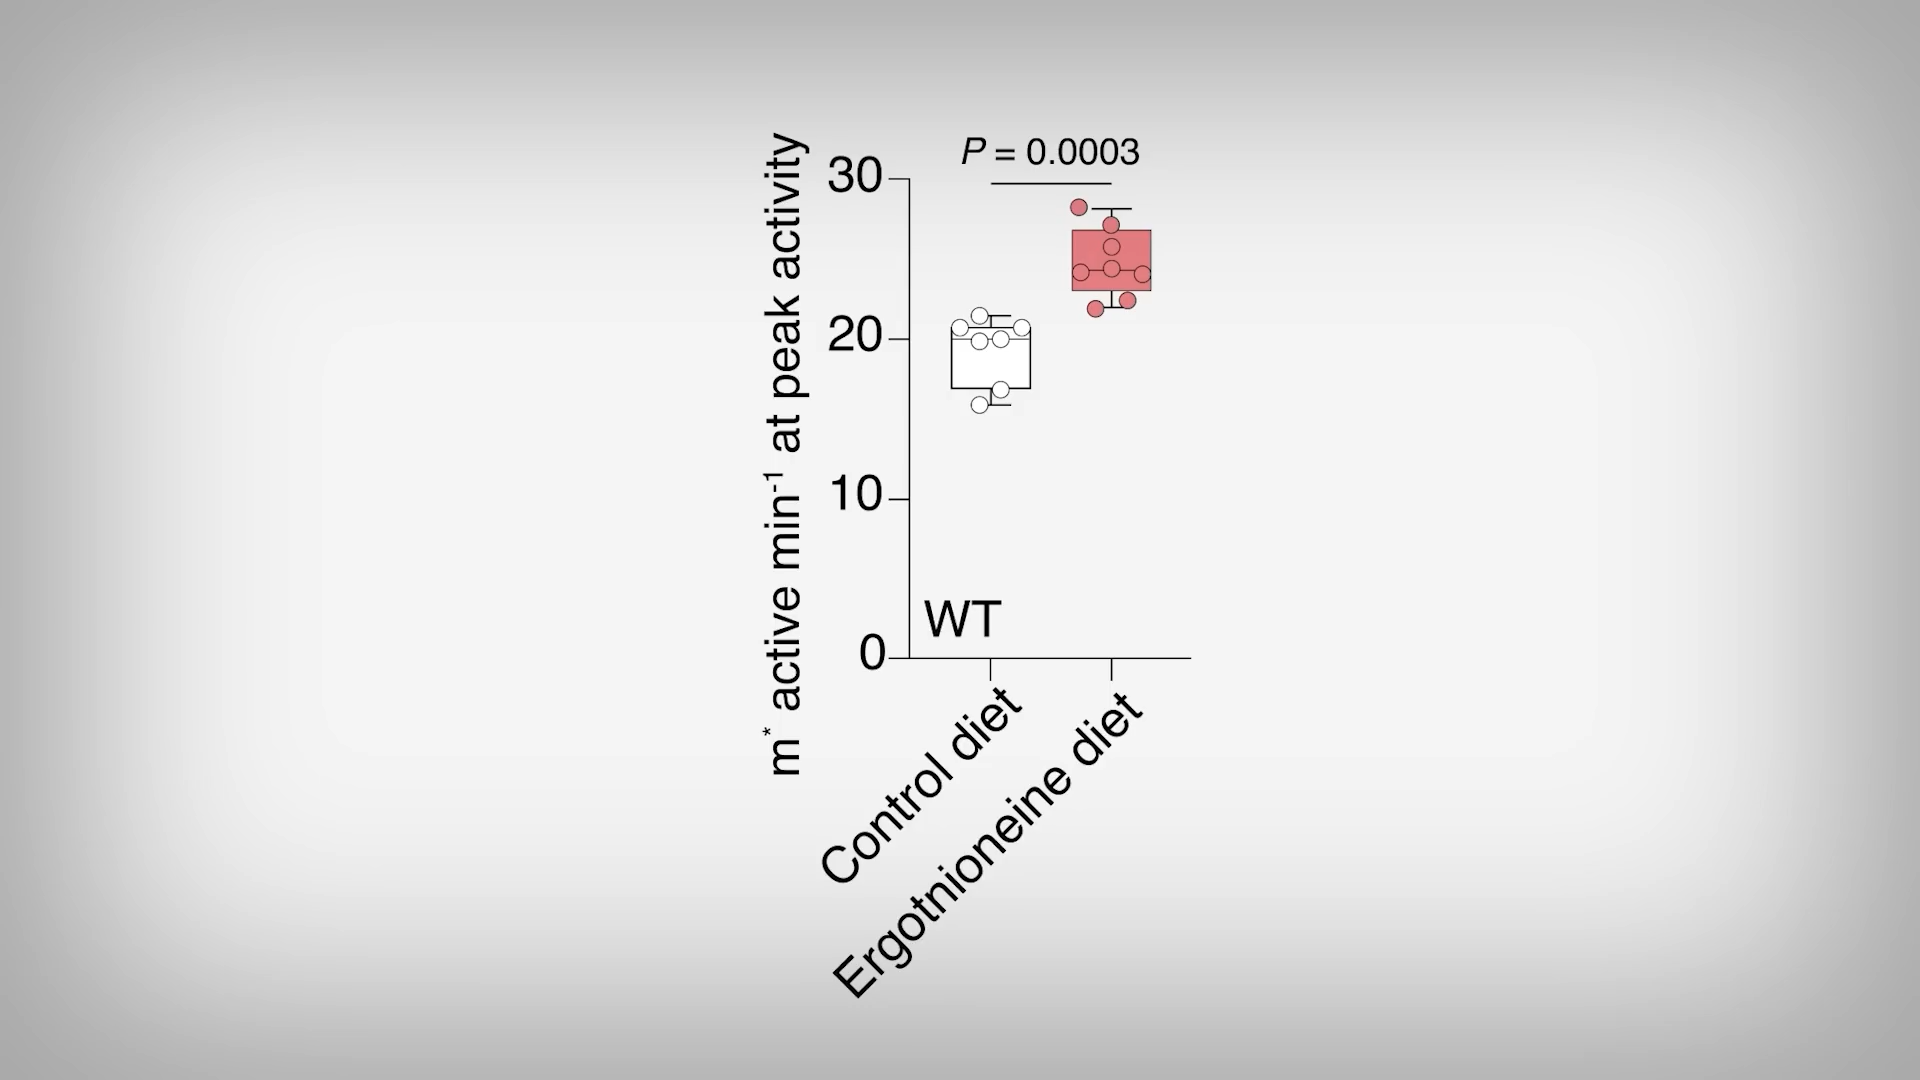 P = 0.0003
m* active min-1 at peak activity
30
20
10
0
WT
Control diet
Ergotnioneine diet